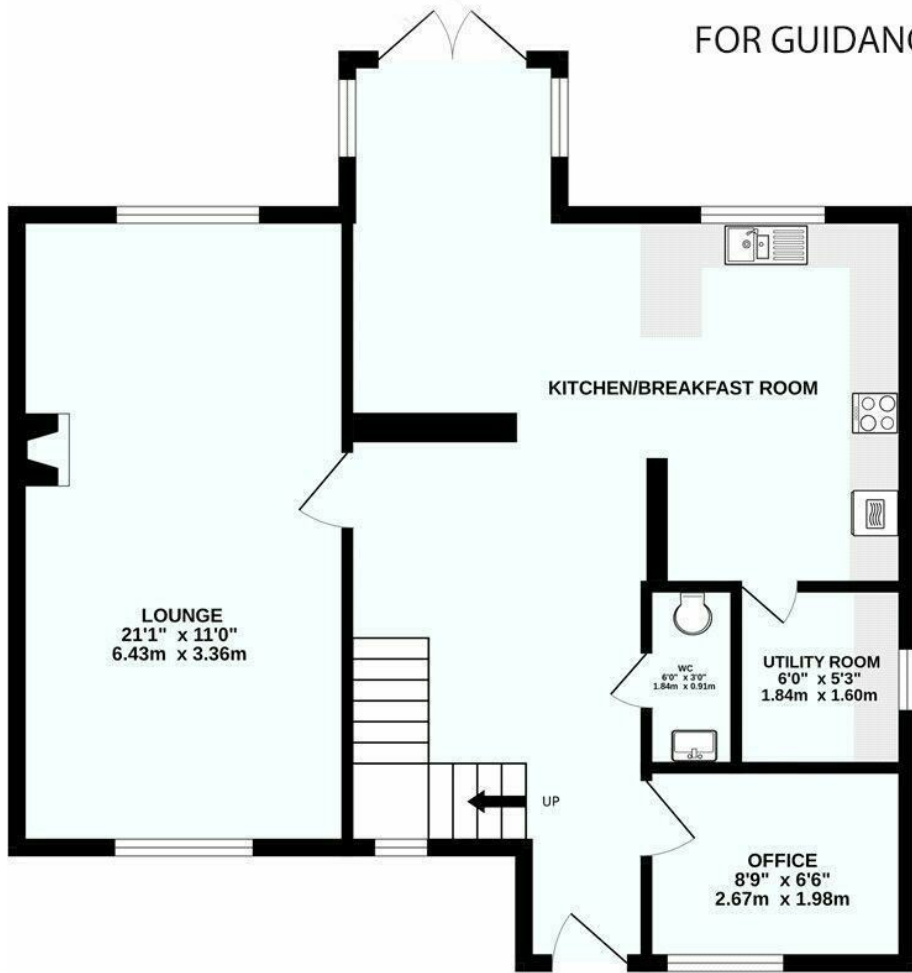 FOR GUIDANC
KITCHEN/BREAKFAST ROOM
LOUNGE
21'1" x 11'0"
6.43m x 3.36m
WC
6'0" x 3'0"
1.84m x 0.91m
UTILITY ROOM
6'0" x 5'3"
1.84m x 1.60m
UP
OFFICE
8'9" x 6'6"
2.67m x 1.98m